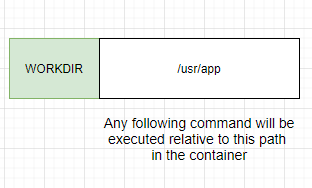 WORKDIR
/usr/app
Any following command will be
executed relative to this path
in the container